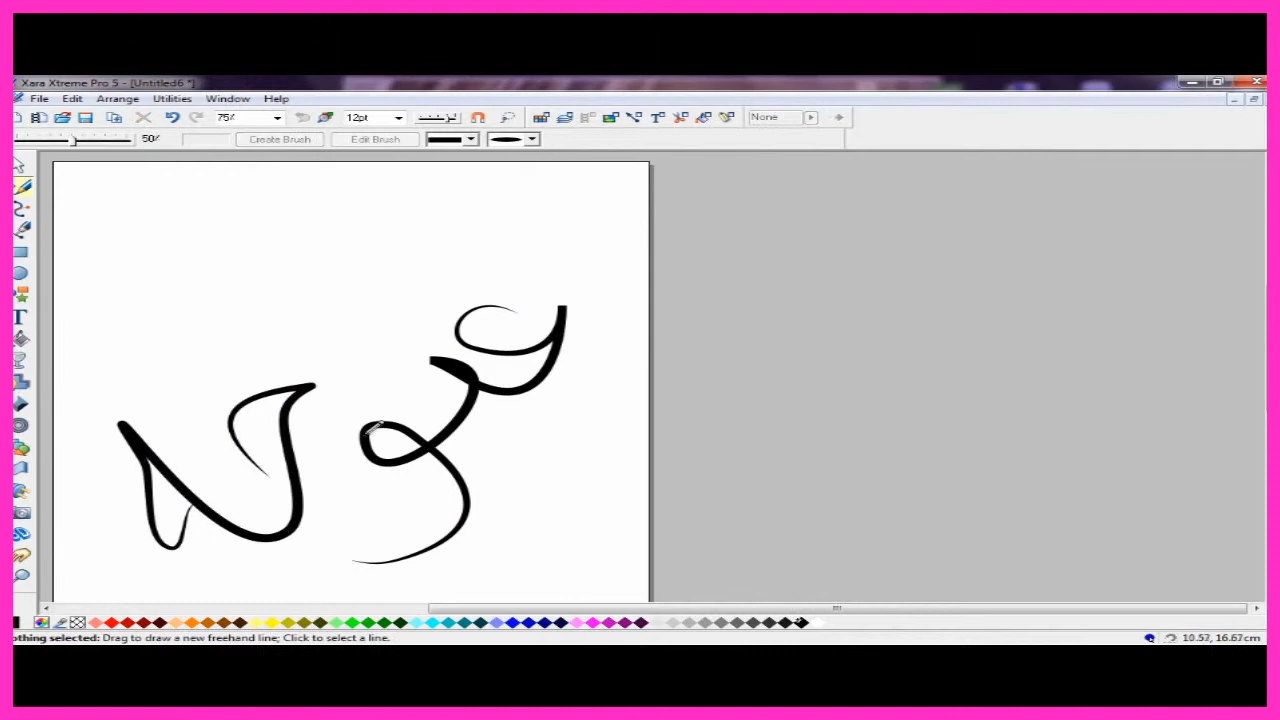 Xara Xtreme Pro 5 - [Untitled6 *]
File Edit Arrange Utilities Window Help
75% 12pt None
50% Create Brush Edit Brush
T
othing selected: Drag to draw a new freehand line; Click to select a line. 10.57, 16.67cm